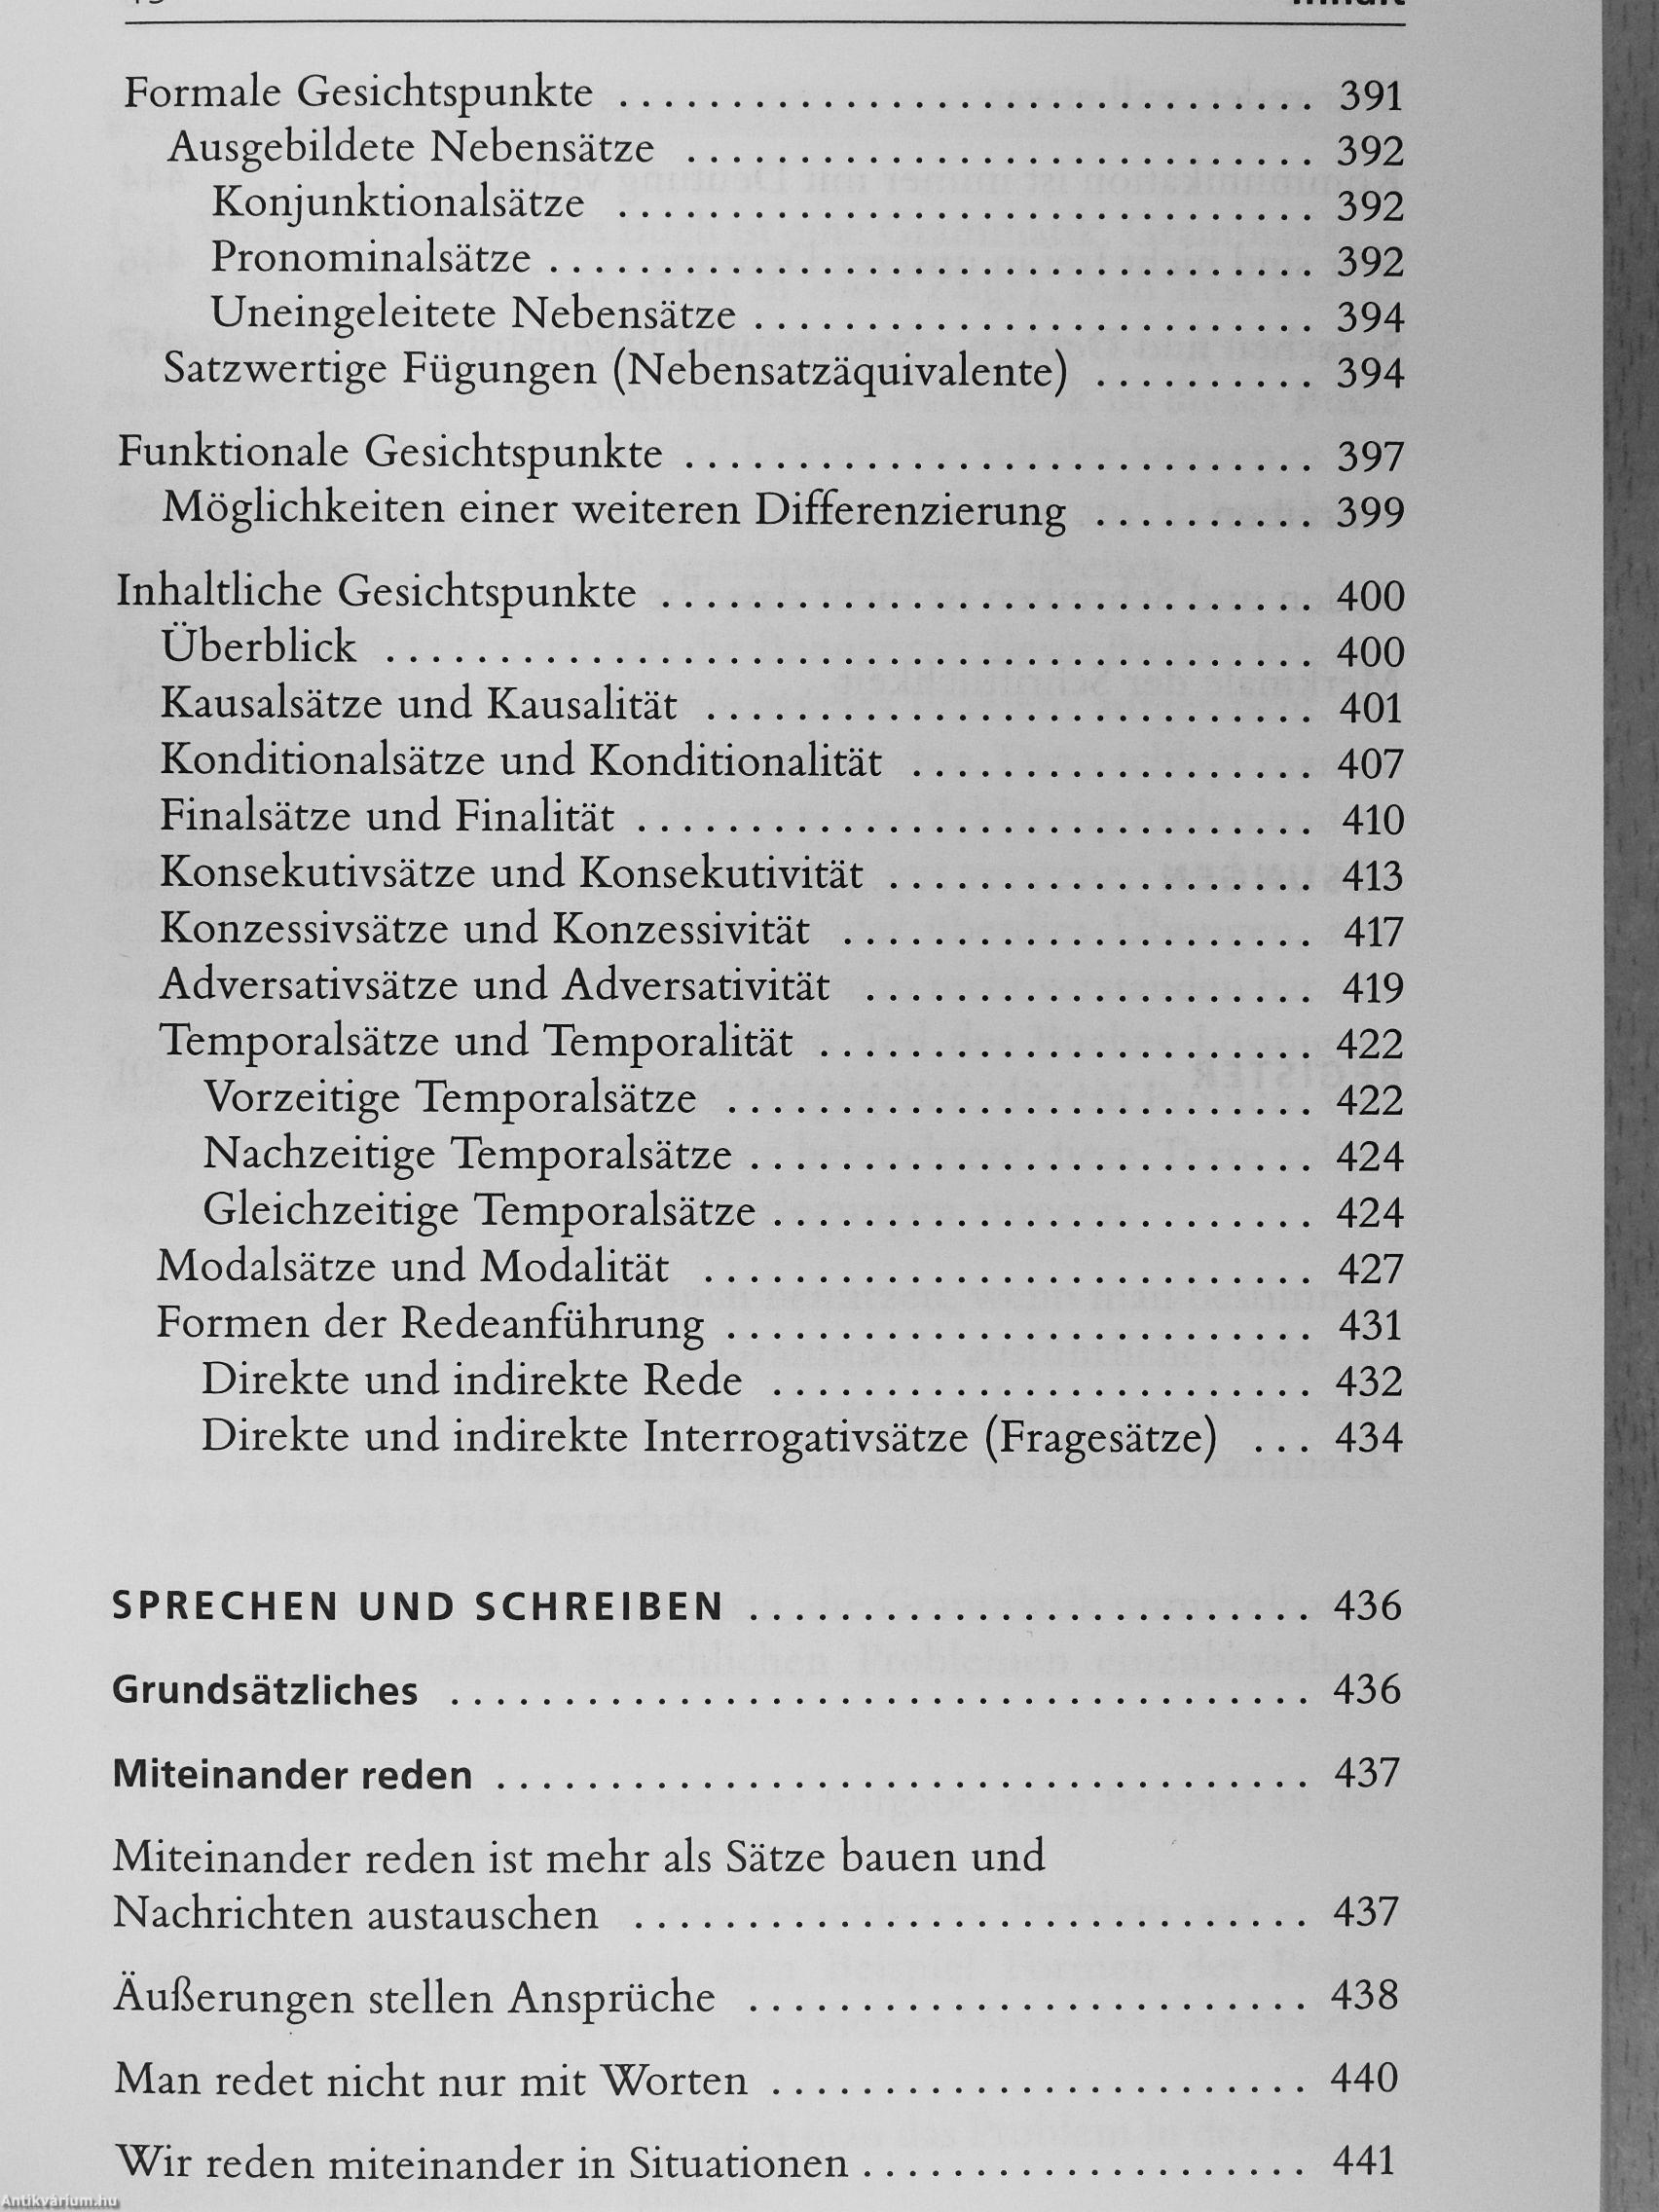 Inhalt
Formale Gesichtspunkte . . . . . . . . . . . . . . . . . . . . . . . . . . . . . . . 391
Ausgebildete Nebensätze . . . . . . . . . . . . . . . . . . . . . . . . . . . . 392
Konjunktionalsätze . . . . . . . . . . . . . . . . . . . . . . . . . . . . . . . 392
Pronominalsätze . . . . . . . . . . . . . . . . . . . . . . . . . . . . . . . . . . 392
Uneingeleitete Nebensätze . . . . . . . . . . . . . . . . . . . . . . . . . 394
Satzwertige Fügungen (Nebensatzäquivalente) . . . . . . . . . . 394
Funktionale Gesichtspunkte . . . . . . . . . . . . . . . . . . . . . . . . . . . . 397
Möglichkeiten einer weiteren Differenzierung . . . . . . . . . . 399
Inhaltliche Gesichtspunkte . . . . . . . . . . . . . . . . . . . . . . . . . . . . . 400
Überblick . . . . . . . . . . . . . . . . . . . . . . . . . . . . . . . . . . . . . . . . . 400
Kausalsätze und Kausalität . . . . . . . . . . . . . . . . . . . . . . . . . . . 401
Konditionalsätze und Konditionalität . . . . . . . . . . . . . . . . . . 407
Finalsätze und Finalität . . . . . . . . . . . . . . . . . . . . . . . . . . . . . . 410
Konsekutivsätze und Konsekutivität . . . . . . . . . . . . . . . . . . . 413
Konzessivsätze und Konzessivität . . . . . . . . . . . . . . . . . . . . . 417
Adversativsätze und Adversativität . . . . . . . . . . . . . . . . . . . . 419
Temporalsätze und Temporalität . . . . . . . . . . . . . . . . . . . . . . 422
Vorzeitige Temporalsätze . . . . . . . . . . . . . . . . . . . . . . . . . . 422
Nachzeitige Temporalsätze . . . . . . . . . . . . . . . . . . . . . . . . . 424
Gleichzeitige Temporalsätze . . . . . . . . . . . . . . . . . . . . . . . . 424
Modalsätze und Modalität . . . . . . . . . . . . . . . . . . . . . . . . . . . 427
Formen der Redeanführung . . . . . . . . . . . . . . . . . . . . . . . . . . 431
Direkte und indirekte Rede . . . . . . . . . . . . . . . . . . . . . . . . 432
Direkte und indirekte Interrogativsätze (Fragesätze) . . . 434
SPRECHEN UND SCHREIBEN . . . . . . . . . . . . . . . . . . . . . . . . . 436
Grundsätzliches . . . . . . . . . . . . . . . . . . . . . . . . . . . . . . . . . . . . . . 436
Miteinander reden . . . . . . . . . . . . . . . . . . . . . . . . . . . . . . . . . . . . 437
Miteinander reden ist mehr als Sätze bauen und
Nachrichten austauschen . . . . . . . . . . . . . . . . . . . . . . . . . . . . . . 437
Äußerungen stellen Ansprüche . . . . . . . . . . . . . . . . . . . . . . . . . 438
Man redet nicht nur mit Worten . . . . . . . . . . . . . . . . . . . . . . . . 440
Wir reden miteinander in Situationen . . . . . . . . . . . . . . . . . . . . 441
Antikvárium.hu